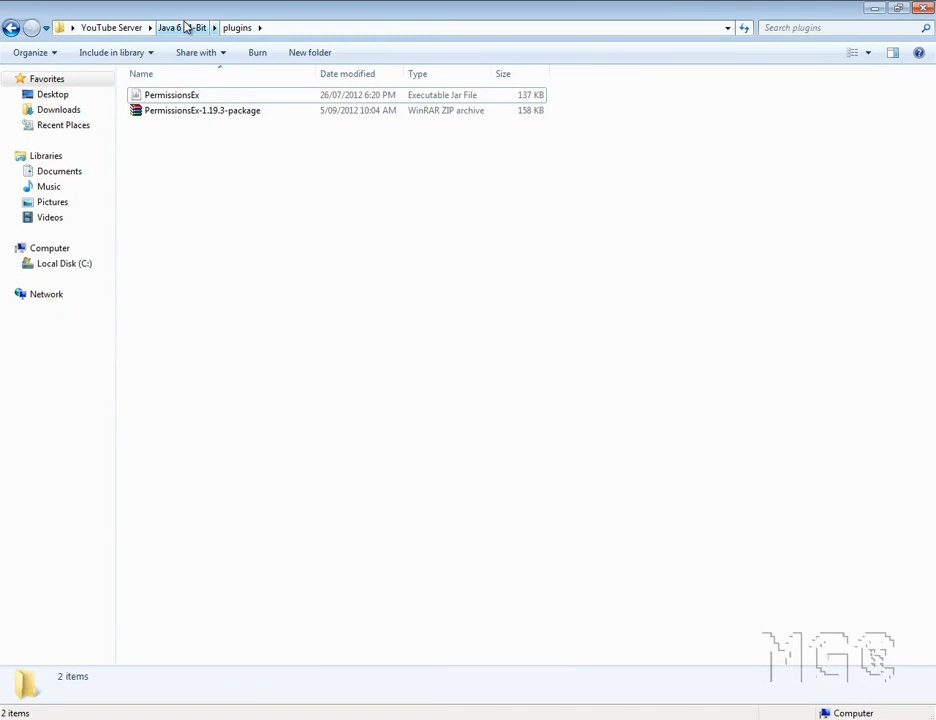 YouTube Server Java 6 -Bit plugins Search plugins
Organize Include in library Share with Burn New folder
Name Date modified Type Size
Favorites
Desktop
Downloads
Recent Places
Libraries
Documents
Music
Pictures
Videos
Computer
Local Disk (C:)
Network
PermissionsEx 26/07/2012 6:20 PM Executable Jar File 137 KB
PermissionsEx-1.19.3-package 5/09/2012 10:04 AM WinRAR ZIP archive 158 KB
MGC
2 items
2 items Computer